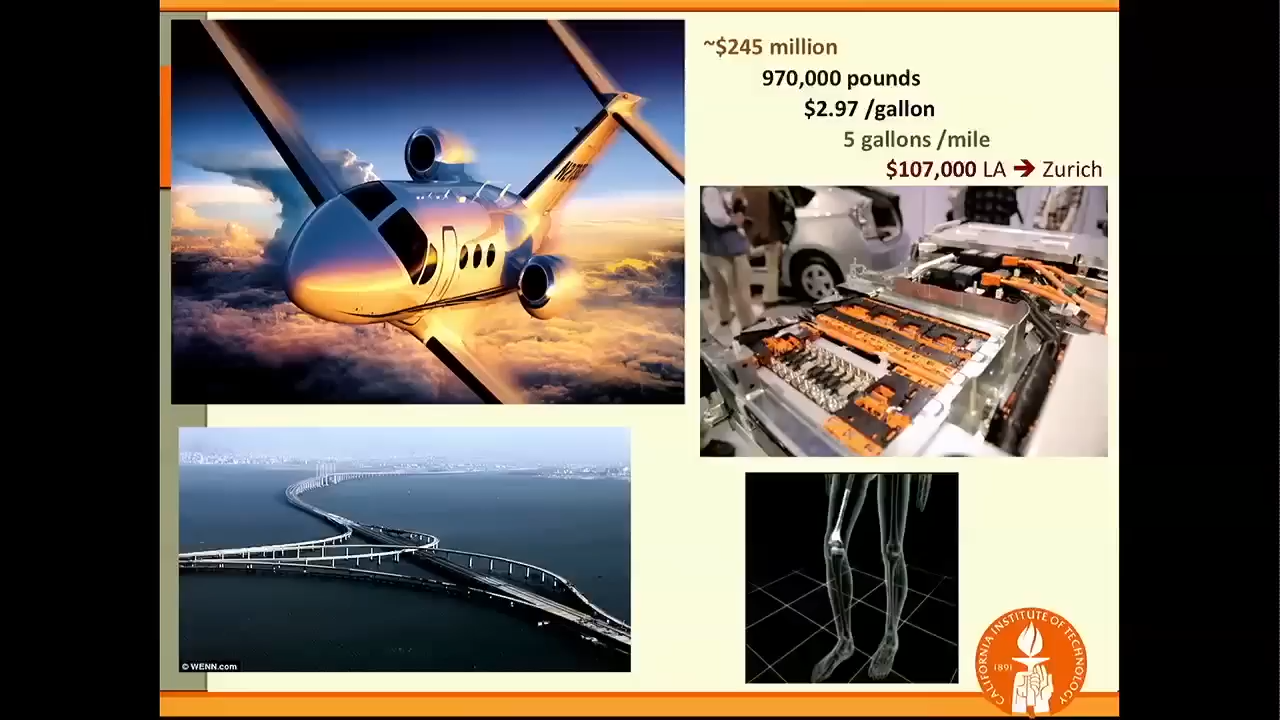 ~$245 million
970,000 pounds
$2.97 /gallon
5 gallons /mile
$107,000 LA ➔ Zurich
© WENN.com
CALIFORNIA INSTITUTE OF TECHNOLOGY
1891